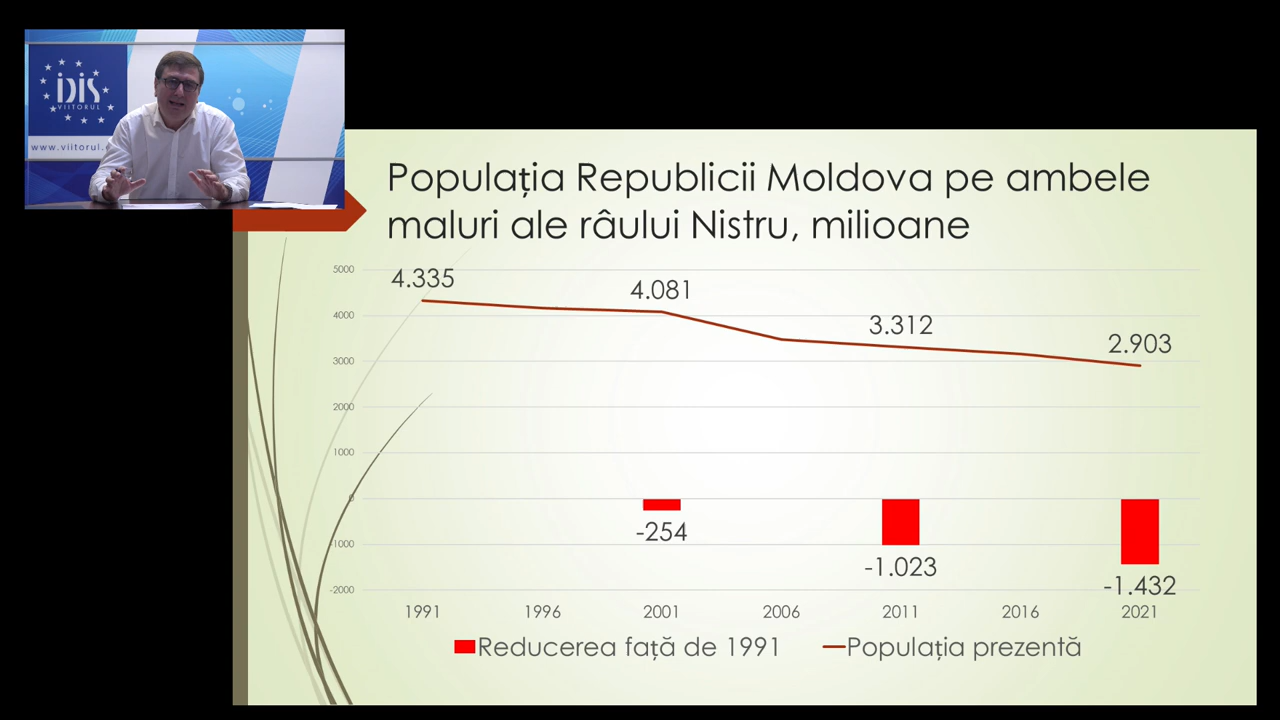 IDIS
VIITORUL
www.viitorul.
Populația Republicii Moldova pe ambele
maluri ale râului Nistru, milioane
5000
4.335
4.081
4000
3.312
2.903
3000
2000
1000
0
-254
-1000
-1.023
-1.432
-2000
1991 1996 2001 2006 2011 2016 2021
Reducerea față de 1991 Populația prezentă